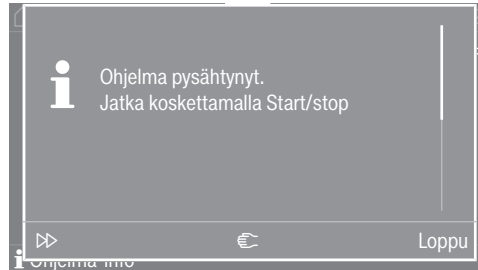 Ohjelma pysähtynyt.
Jatka koskettamalla Start/stop
Loppu
Ohjelma Info